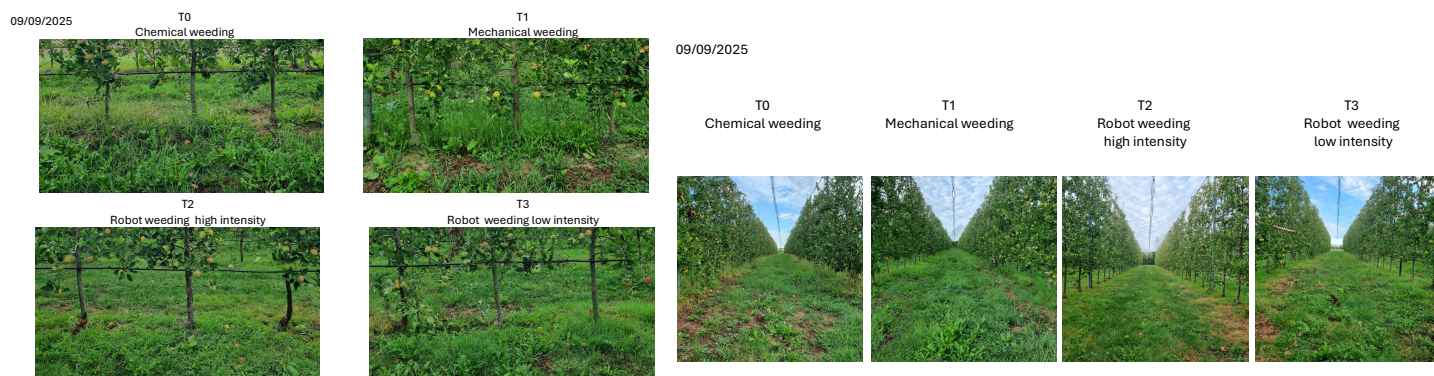 09/09/2025
T0
Chemical weeding
T1
Mechanical weeding
T2
Robot weeding  high intensity
T3
Robot  weeding low intensity
09/09/2025
T0
Chemical weeding
T1
Mechanical weeding
T2
Robot weeding
high intensity
T3
Robot  weeding
low intensity